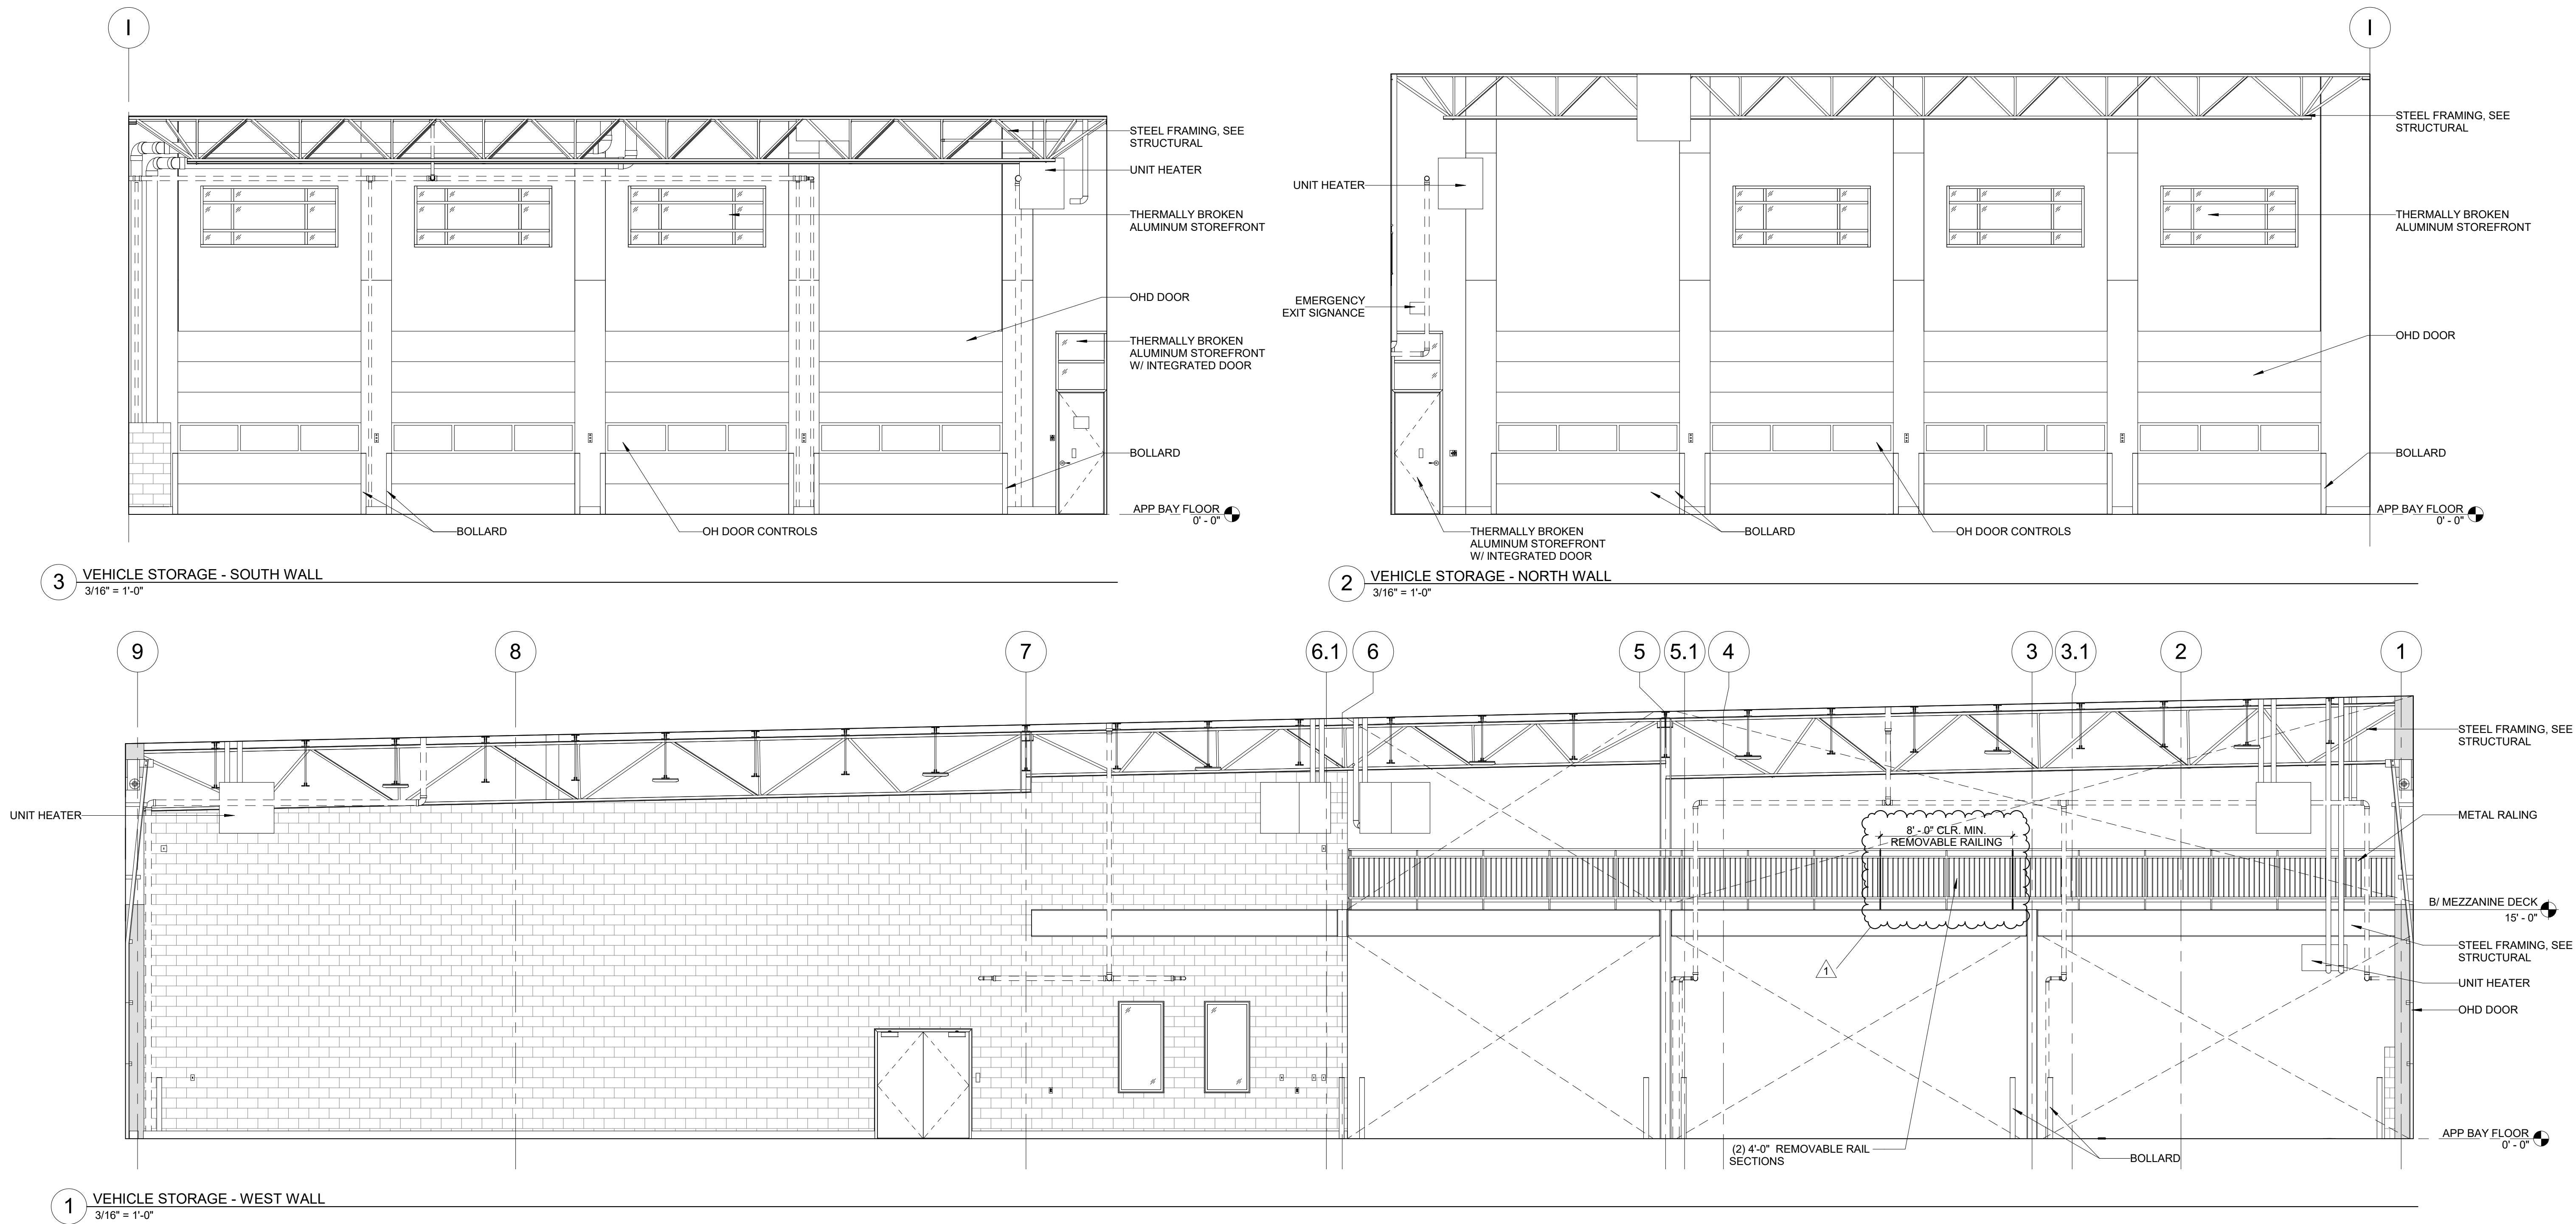 I
I
STEEL FRAMING, SEE
STRUCTURAL
UNIT HEATER
THERMALLY BROKEN
ALUMINUM STOREFRONT
OHD DOOR
THERMALLY BROKEN
ALUMINUM STOREFRONT
W/ INTEGRATED DOOR
BOLLARD
APP BAY FLOOR
0' - 0"
BOLLARD
OH DOOR CONTROLS
3
VEHICLE STORAGE - SOUTH WALL
3/16" = 1'-0"
STEEL FRAMING, SEE
STRUCTURAL
UNIT HEATER
THERMALLY BROKEN
ALUMINUM STOREFRONT
EMERGENCY
EXIT SIGNANCE
OHD DOOR
BOLLARD
APP BAY FLOOR
0' - 0"
THERMALLY BROKEN
ALUMINUM STOREFRONT
W/ INTEGRATED DOOR
BOLLARD
OH DOOR CONTROLS
2
VEHICLE STORAGE - NORTH WALL
3/16" = 1'-0"
9
8
7
6.1
6
5
5.1
4
3
3.1
2
1
STEEL FRAMING, SEE
STRUCTURAL
UNIT HEATER
METAL RALING
8' - 0" CLR. MIN.
REMOVABLE RAILING
B/ MEZZANINE DECK
15' - 0"
STEEL FRAMING, SEE
STRUCTURAL
1
UNIT HEATER
OHD DOOR
APP BAY FLOOR
0' - 0"
(2) 4'-0" REMOVABLE RAIL
SECTIONS
BOLLARD
1
VEHICLE STORAGE - WEST WALL
3/16" = 1'-0"